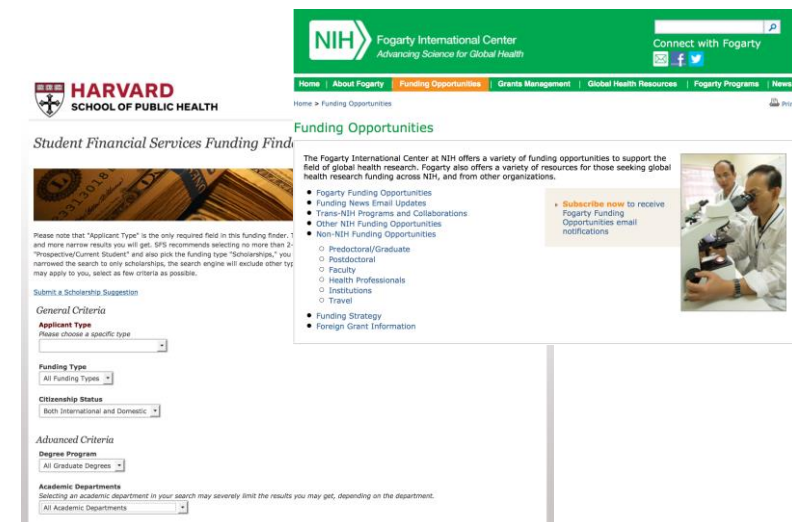 NIH
Fogarty International Center
Advancing Science for Global Health
Connect with Fogarty
Home | About Fogarty | Funding Opportunities | Grants Management | Global Health Resources | Fogarty Programs | News
Home > Funding Opportunities
Funding Opportunities
The Fogarty International Center at NIH offers a variety of funding opportunities to support the
field of global health research. Fogarty also offers a variety of resources for those seeking global
health research funding across NIH, and from other organizations.
Fogarty Funding Opportunities
Funding News Email Updates
Trans-NIH Programs and Collaborations
Other NIH Funding Opportunities
Non-NIH Funding Opportunities
Predoctoral/Graduate
Postdoctoral
Faculty
Health Professionals
Institutions
Travel
Funding Strategy
Foreign Grant Information
Subscribe now to receive
Fogarty Funding
Opportunities email
notifications
HARVARD
SCHOOL OF PUBLIC HEALTH
Student Financial Services Funding
Please note that "Applicant Type" is the only required field in this funding finder.
and more narrow results you will get. SFS recommends selecting no more than
"Prospective/Current Student" and also pick the funding type "Scholarships," you
narrowed the search to only scholarships, the search engine will exclude other
may apply to you, select as few criteria as possible.
Submit a Scholarship Suggestion
General Criteria
Applicant Type
Please choose a specific type
Funding Type
All Funding Types
Citizenship Status
Both International and Domestic
Advanced Criteria
Degree Program
All Graduate Degrees
Academic Departments
Selecting an academic department in your search may severely limit the results you may get, depending on the department.
All Academic Departments